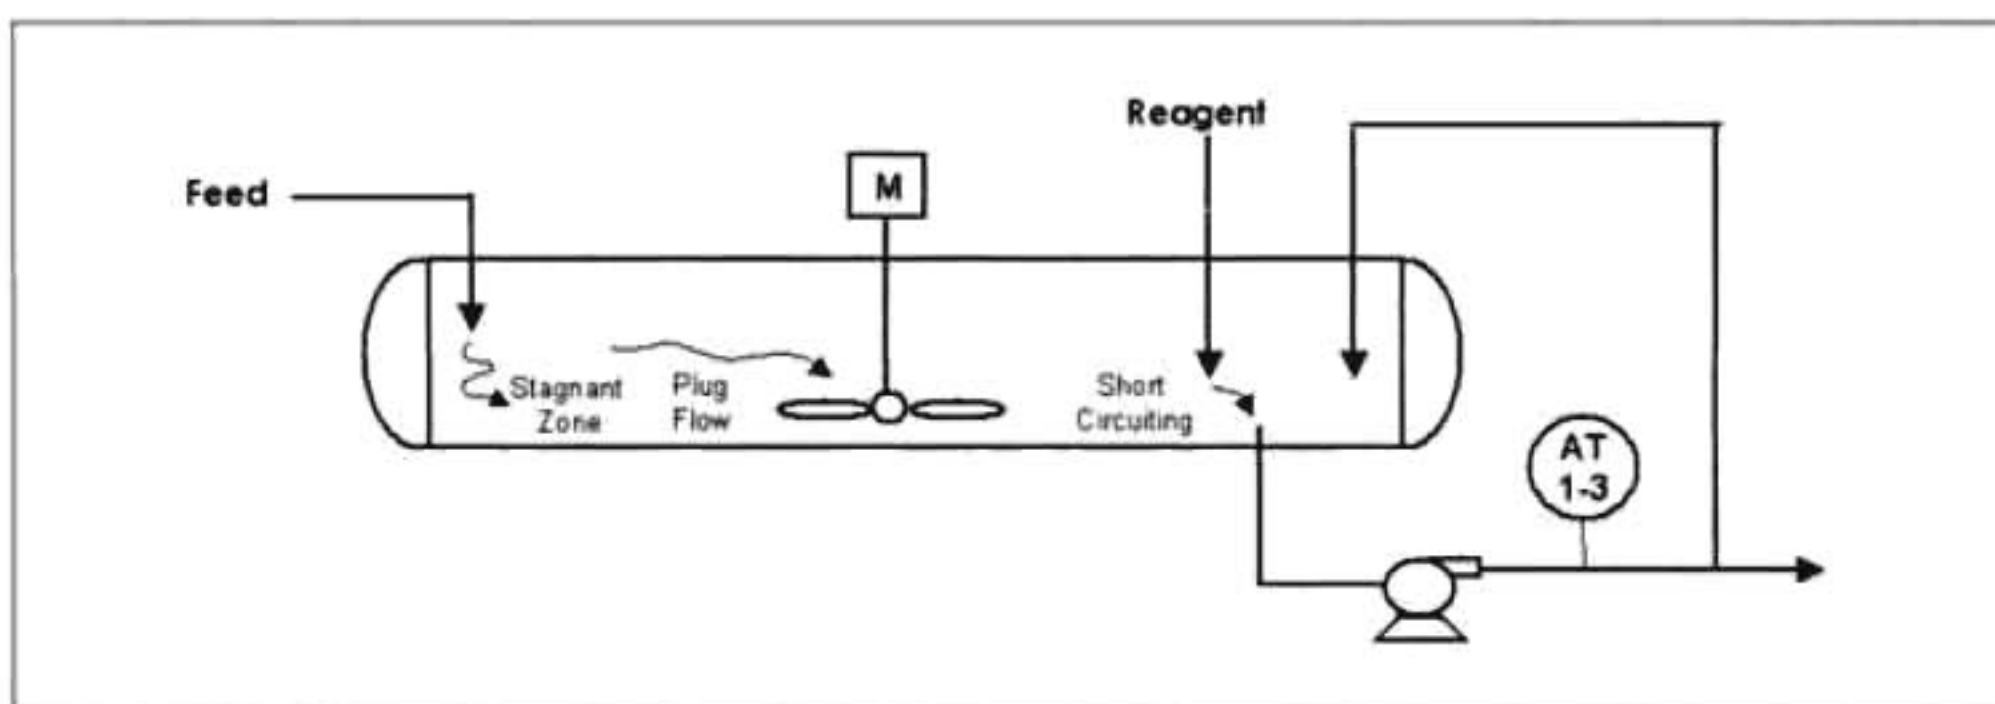 Reagent
Feed
M
Stagnant
Zone
Plug
Flow
Short
Circuiting
AT
1-3